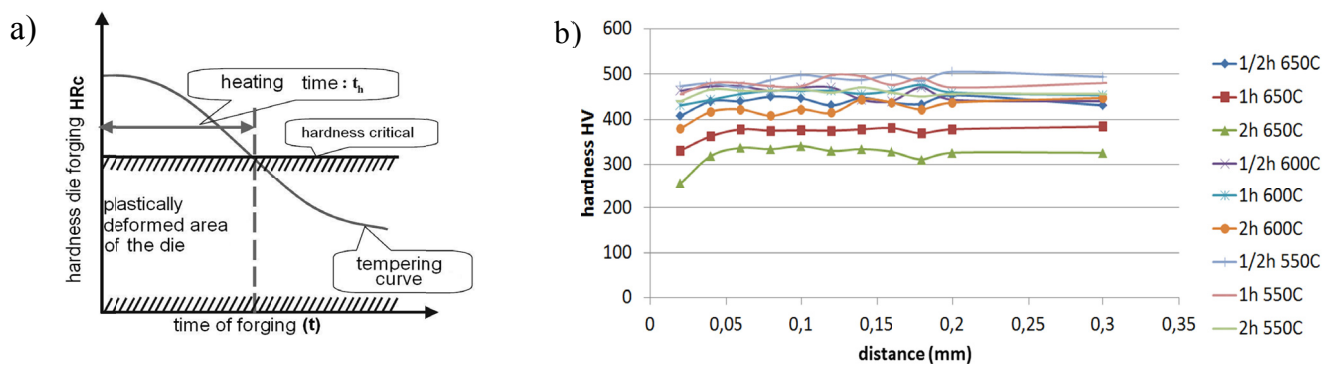 a)
hardness die forging HRc
heating time : th
hardness critical
plastically
deformed area
of the die
tempering
curve
time of forging (t)
b)
hardness HV
600
500
400
300
200
100
0
0
0,05
0,1
0,15
0,2
0,25
0,3
0,35
distance (mm)
1/2h 650C
1h 650C
2h 650C
1/2h 600C
1h 600C
2h 600C
1/2h 550C
1h 550C
2h 550C